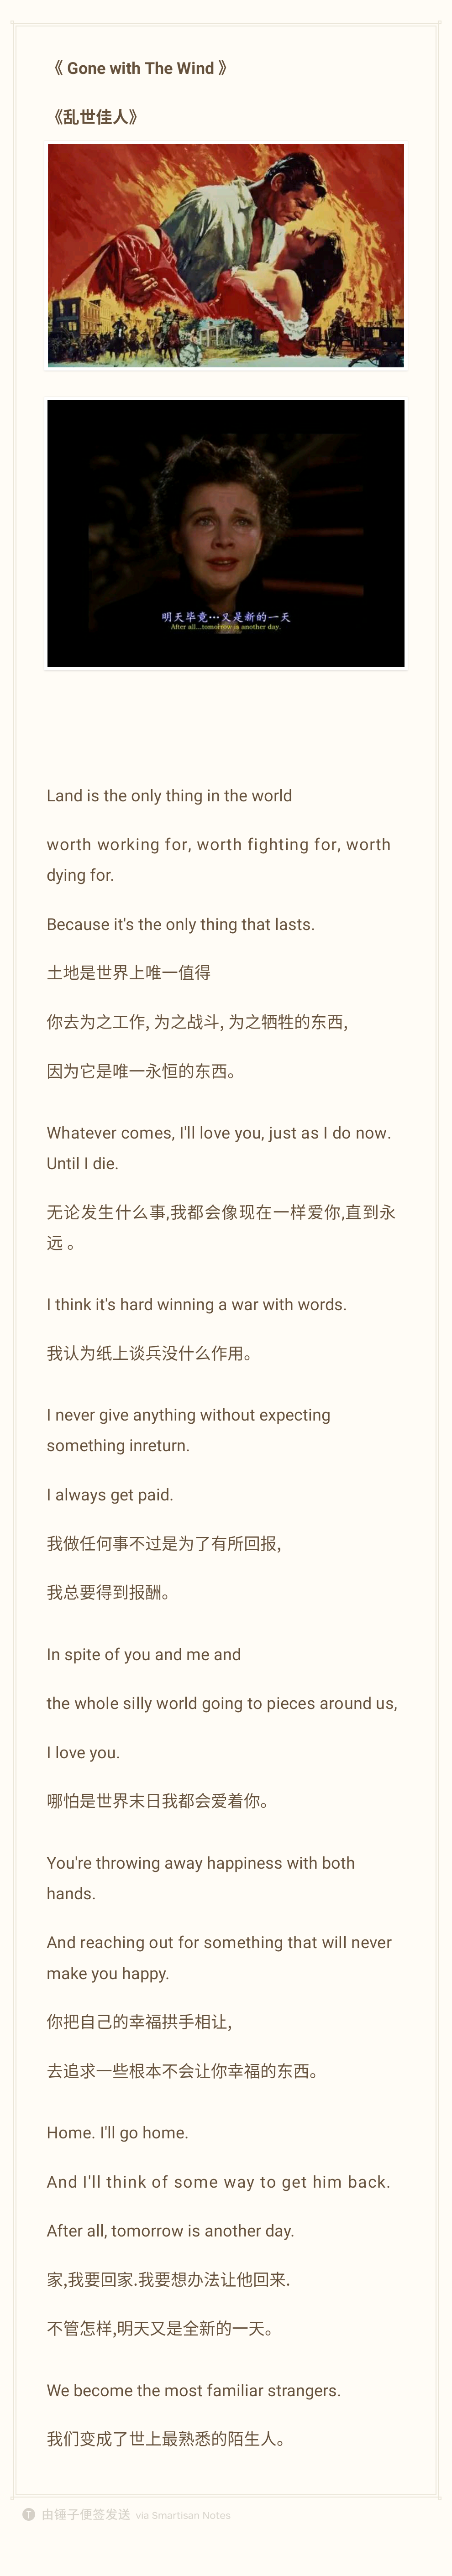 《 Gone with The Wind 》
《乱世佳人》
明天毕竟…又是新的一天
After all...tomorrow is another day.
Land is the only thing in the world
worth working for, worth fighting for, worth
dying for.
Because it's the only thing that lasts.
土地是世界上唯一值得
你去为之工作, 为之战斗, 为之牺牲的东西,
因为它是唯一永恒的东西。
Whatever comes, I'll love you, just as I do now.
Until I die.
无论发生什么事,我都会像现在一样爱你,直到永
远 。
I think it's hard winning a war with words.
我认为纸上谈兵没什么作用。
I never give anything without expecting
something inreturn.
I always get paid.
我做任何事不过是为了有所回报,
我总要得到报酬。
In spite of you and me and
the whole silly world going to pieces around us,
I love you.
哪怕是世界末日我都会爱着你。
You're throwing away happiness with both
hands.
And reaching out for something that will never
make you happy.
你把自己的幸福拱手相让,
去追求一些根本不会让你幸福的东西。
Home. I'll go home.
And I'll think of some way to get him back.
After all, tomorrow is another day.
家,我要回家.我要想办法让他回来.
不管怎样,明天又是全新的一天。
We become the most familiar strangers.
我们变成了世上最熟悉的陌生人。
由锤子便签发送 via Smartisan Notes